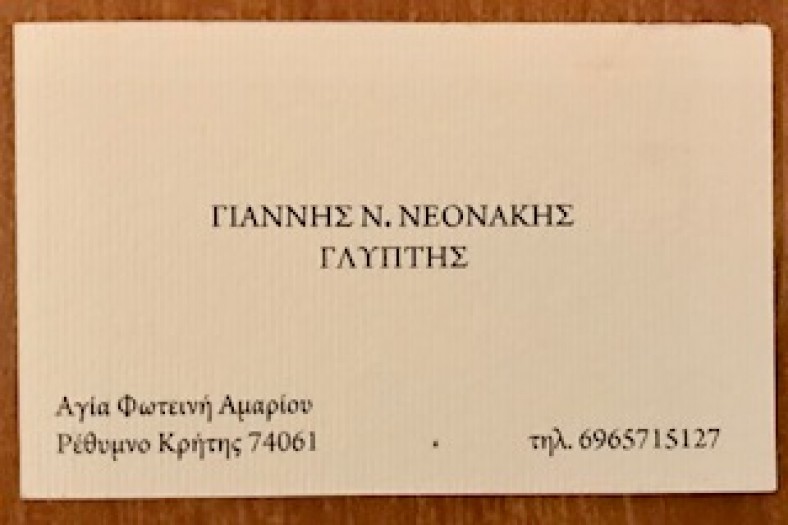 ΓΙΑΝΝΗΣ Ν. ΝΕΟΝΑΚΗΣ
ΓΛΥΠΤΗΣ
Αγία Φωτεινή Αμαρίου
Ρέθυμνο Κρήτης 74061
τηλ. 6965715127